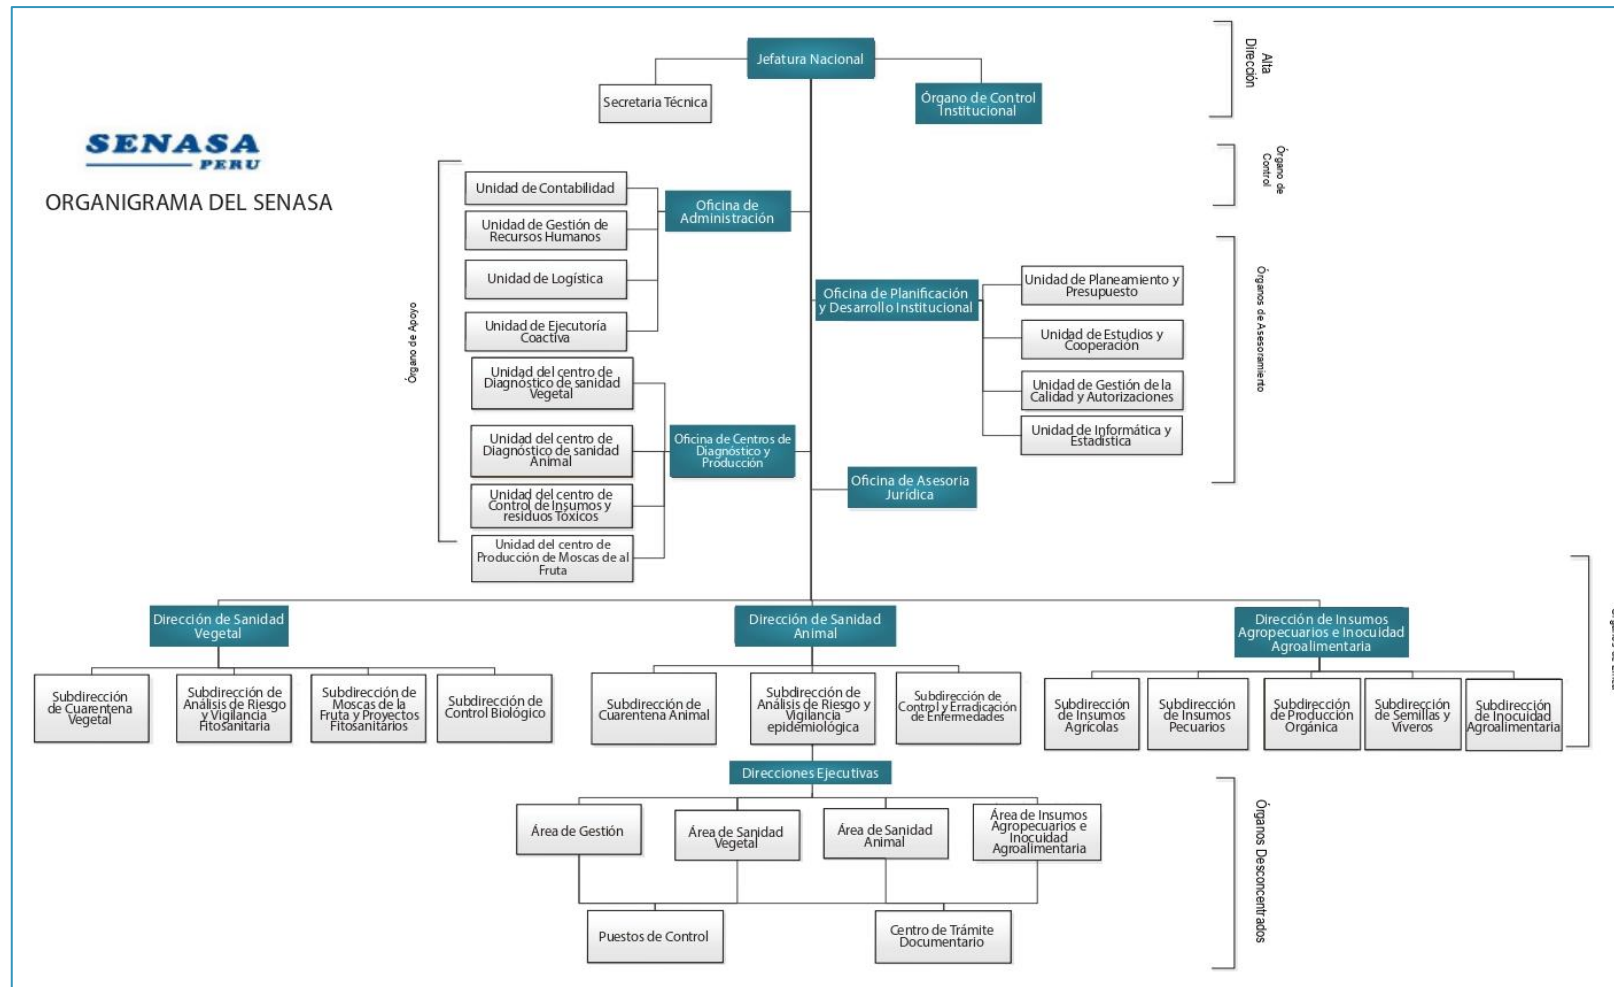 Jefatura Nacional
Secretaria Técnica
Órgano de Control
Institucional
Alta
Dirección
SENASA
PERU
ORGANIGRAMA DEL SENASA
Órgano de
Control
Órgano de Apoyo
Unidad de Contabilidad
Unidad de Gestión de
Recursos Humanos
Unidad de Logística
Unidad de Ejecutoría
Coactiva
Oficina de
Administración
Unidad del centro de
Diagnóstico de sanidad
Vegetal
Unidad del centro de
Diagnóstico de sanidad
Animal
Unidad del centro de
Control de Insumos y
residuos Tóxicos
Unidad del centro de
Producción de Moscas de al
Fruta
Oficina de Centros de
Diagnóstico y
Producción
Oficina de Planificación
y Desarrollo Institucional
Unidad de Planeamiento y
Presupuesto
Unidad de Estudios y
Cooperación
Unidad de Gestión de la
Calidad y Autorizaciones
Unidad de Informática y
Estadística
Oficina de Asesoria
Jurídica
Órganos de Asesoramiento
Dirección de Sanidad
Vegetal
Dirección de Sanidad
Animal
Dirección de Insumos
Agropecuarios e Inocuidad
Agroalimentaria
Subdirección
de Cuarentena
Vegetal
Subdirección de
Análisis de Riesgo
y Vigilancia
Fitosanitaria
Subdirección de
Moscas de la
Fruta y Proyectos
Fitosanitarios
Subdirección de
Control Biológico
Subdirección de
Cuarentena Animal
Subdirección de
Análisis de Riesgo y
Vigilancia
epidemiológica
Subdirección de
Control y Erradicación
de Enfermedades
Subdirección
de Insumos
Agrícolas
Subdirección
de Insumos
Pecuarios
Subdirección
de Producción
Orgánica
Subdirección
de Semillas y
Viveros
Subdirección
de Inocuidad
Agroalimentaria
Direcciones Ejecutivas
Área de Gestión
Área de Sanidad
Vegetal
Área de Sanidad
Animal
Área de Insumos
Agropecuarios e
Inocuidad
Agroalimentaria
Puestos de Control
Centro de Trámite
Documentario
Órganos Desconcentrados